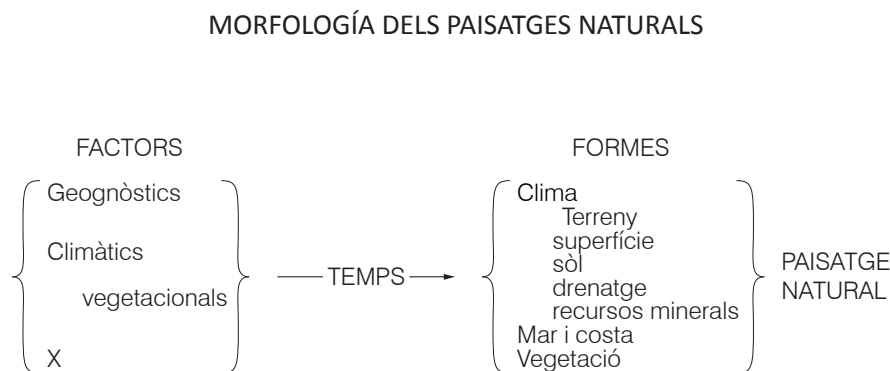 MORFOLOGÍA DELS PAISATGES NATURALS
FACTORS
Geognòstics
Climàtics
vegetacionals
X
TEMPS
FORMES
Clima
Terreny
superfície
sòl
drenatge
recursos minerals
Mar i costa
Vegetació
PAISATGE
NATURAL